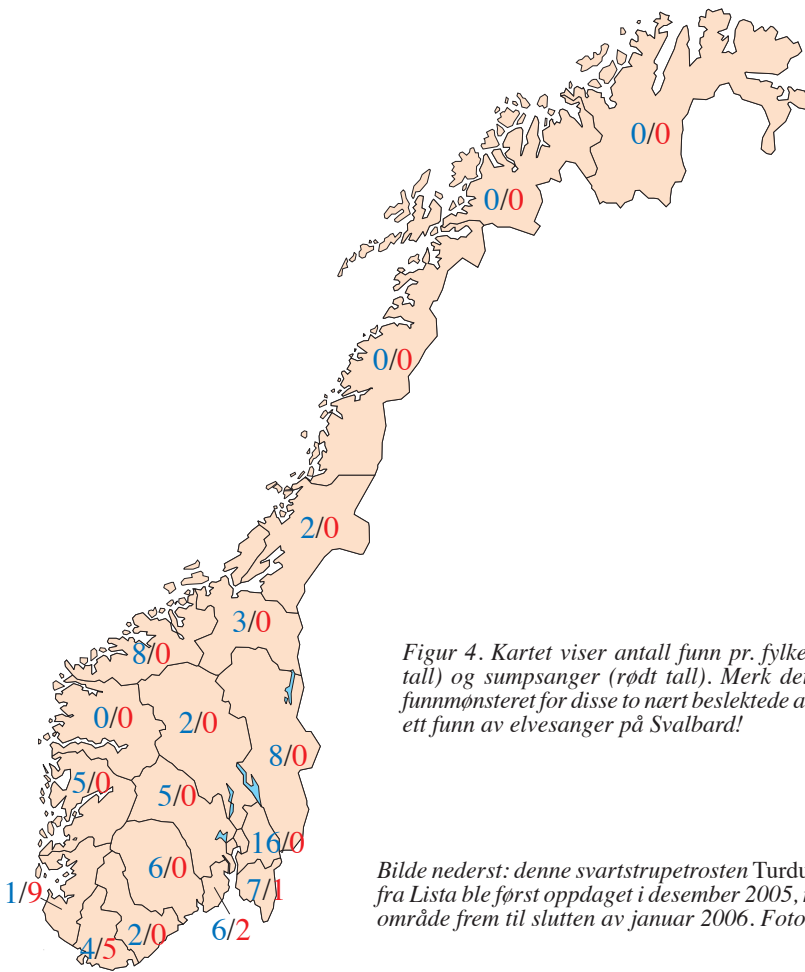 0/0
0/0
0/0
2/0
3/0
8/0
0/0
2/0
8/0
5/0
5/0
16/0
6/0
7/1
1/9
6/2
2/0
4/5
Figur 4. Kartet viser antall funn pr. fylke
tall) og sumpsanger (rødt tall). Merk de
funnmønsteret for disse to nært beslektede a
ett funn av elvesanger på Svalbard!
Bilde nederst: denne svartstrupetrosten Turdu
fra Lista ble først oppdaget i desember 2005,
område frem til slutten av januar 2006. Foto